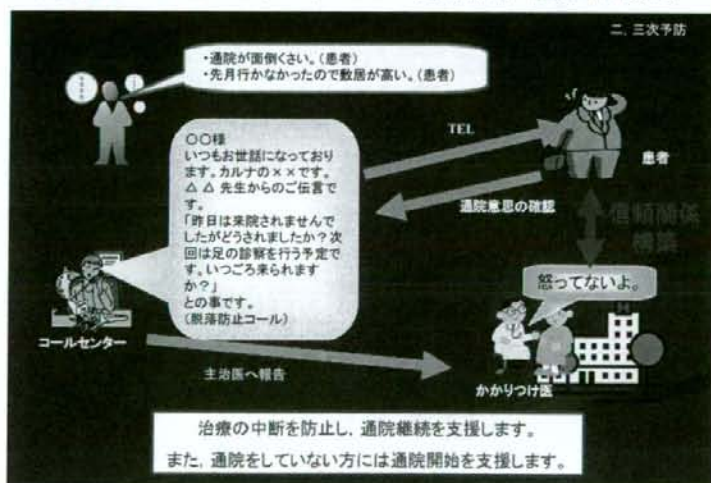 二, 三次予防
・通院が面倒くさい。(患者)
・先月行かなかったので敷居が高い。(患者)
TEL
患者
○○様
いつもお世話になっており
ます。カルナの××です。
△△先生からのご伝言で
す。
「昨日は来院されませんで
したがどうされましたか？次
回は足の診察を行う予定で
す。いつごろ来られます
か？」
との事です。
(脱落防止コール)
通院意思の確認
信頼関係
構築
怒ってないよ。
コールセンター
主治医へ報告
H
かかりつけ医
治療の中断を防止し, 通院継続を支援します。
また, 通院をしていない方には通院開始を支援します。